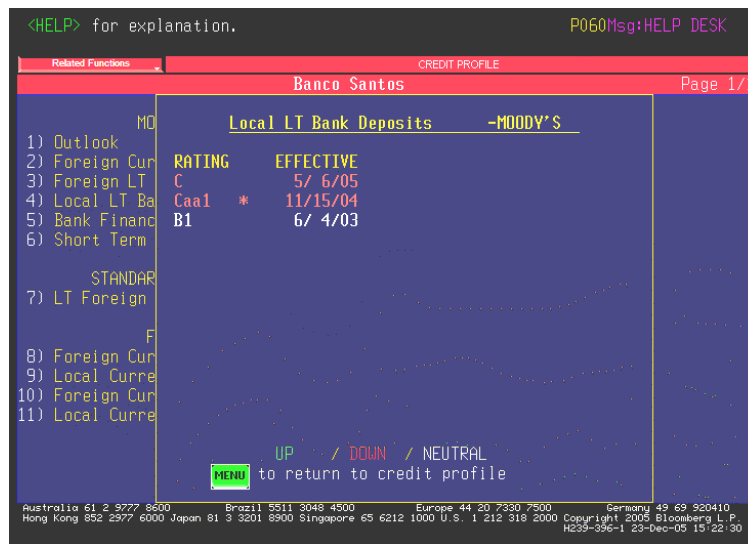 <HELP> for explanation. P060Msg:HELP DESK
Related Functions CREDIT PROFILE
Banco Santos Page 1/
MO Local LT Bank Deposits -MOODY'S
1) Outlook
2) Foreign Cur RATING EFFECTIVE
3) Foreign LT C 5/ 6/05
4) Local LT Ba Caa1 * 11/15/04
5) Bank Financ B1 6/ 4/03
6) Short Term
STANDAR
7) LT Foreign
F
8) Foreign Cur
9) Local Curre
10) Foreign Cur
11) Local Curre
UP / DOWN / NEUTRAL
MENU to return to credit profile
Australia 61 2 9777 8600 Brazil 5511 3048 4500 Europe 44 20 7330 7500 Germany 49 69 920410
Hong Kong 852 2977 6000 Japan 81 3 3201 8900 Singapore 65 6212 1000 U.S. 1 212 318 2000 Copyright 2005 Bloomberg L.P.
H239-396-1 23-Dec-05 15:22:30